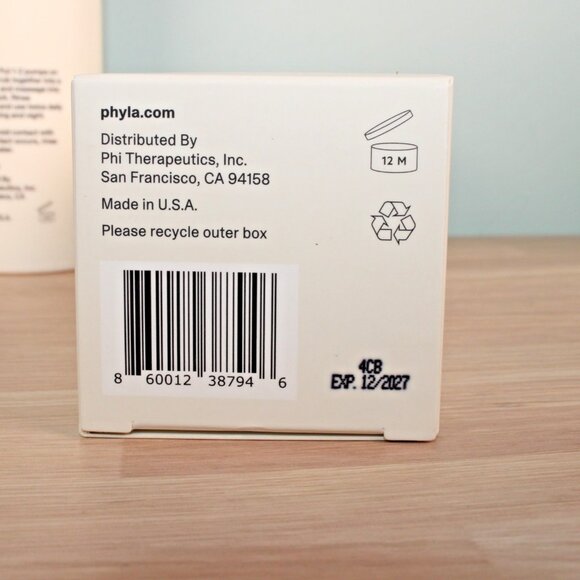 phyla.com
Distributed By
Phi Therapeutics, Inc.
San Francisco, CA 94158
Made in U.S.A.
Please recycle outer box
12 M
8 60012 38794 6
4CB
EXP. 12/2027